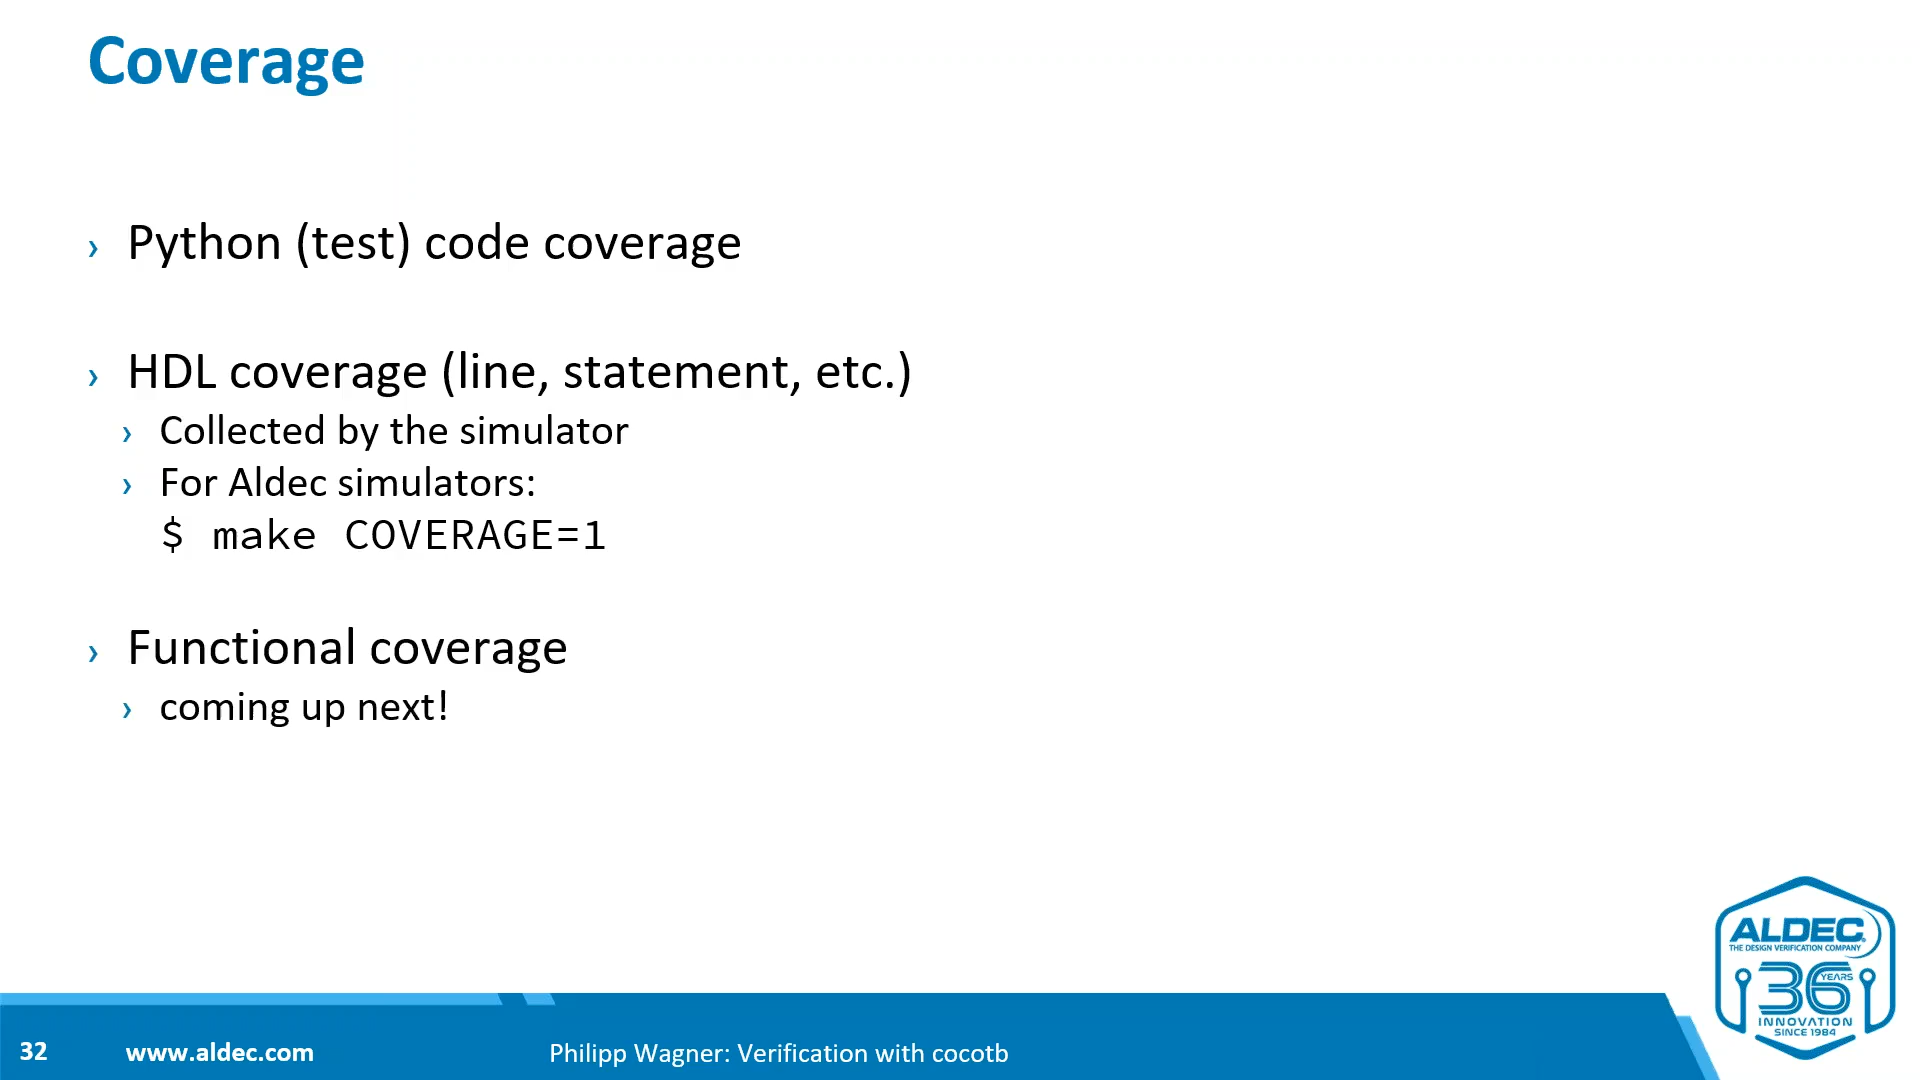 Coverage
› Python (test) code coverage
› HDL coverage (line, statement, etc.)
› Collected by the simulator
› For Aldec simulators:
$ make COVERAGE=1
› Functional coverage
› coming up next!
ALDEC®
THE DESIGN VERIFICATION COMPANY
36 YEARS
INNOVATION
SINCE 1984
32 www.aldec.com Philipp Wagner: Verification with cocotb